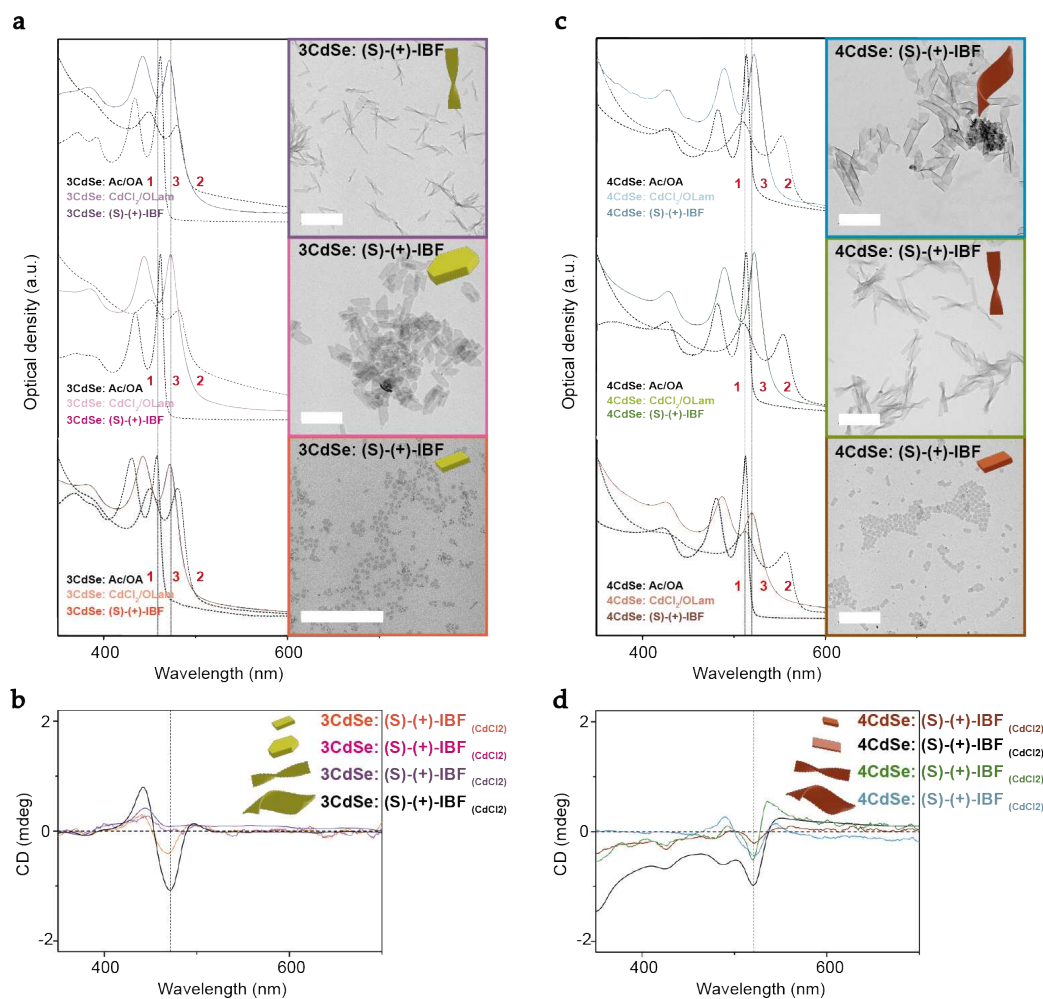 a
3CdSe: (S)-(+)-IBF
3CdSe: Ac/OA 1 3 2
3CdSe: CdCl2/OLam
3CdSe: (S)-(+)-IBF
3CdSe: (S)-(+)-IBF
3CdSe: Ac/OA 1 3 2
3CdSe: CdCl2/OLam
3CdSe: (S)-(+)-IBF
3CdSe: (S)-(+)-IBF
3CdSe: Ac/OA 1 3 2
3CdSe: CdCl2/OLam
3CdSe: (S)-(+)-IBF
Optical density (a.u.)
400 600
Wavelength (nm)
c
4CdSe: (S)-(+)-IBF
4CdSe: Ac/OA 1 3 2
4CdSe: CdCl2/OLam
4CdSe: (S)-(+)-IBF
4CdSe: (S)-(+)-IBF
4CdSe: Ac/OA 1 3 2
4CdSe: CdCl2/OLam
4CdSe: (S)-(+)-IBF
4CdSe: (S)-(+)-IBF
4CdSe: Ac/OA 1 3 2
4CdSe: CdCl2/OLam
4CdSe: (S)-(+)-IBF
Optical density (a.u.)
400 600
Wavelength (nm)
b
2
3CdSe: (S)-(+)-IBF (CdCl2)
3CdSe: (S)-(+)-IBF (CdCl2)
3CdSe: (S)-(+)-IBF (CdCl2)
3CdSe: (S)-(+)-IBF (CdCl2)
0
-2
CD (mdeg)
400 600
Wavelength (nm)
d
2
4CdSe: (S)-(+)-IBF (CdCl2)
4CdSe: (S)-(+)-IBF (CdCl2)
4CdSe: (S)-(+)-IBF (CdCl2)
4CdSe: (S)-(+)-IBF (CdCl2)
0
-2
CD (mdeg)
400 600
Wavelength (nm)